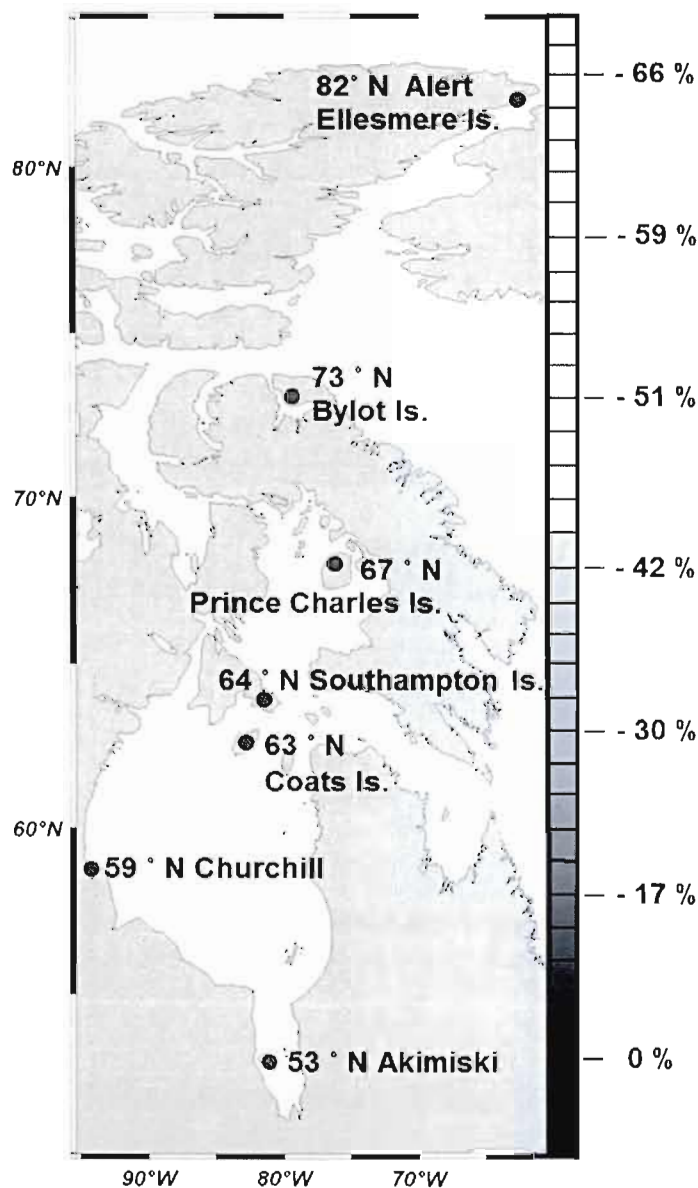 82° N Alert
Ellesmere Is.
- 66 %
80°N
- 59 %
73 ° N
Bylot Is.
- 51 %
70°N
67 ° N
- 42 %
Prince Charles Is.
64 ° N Southampton Is.
- 30 %
63 ° N
Coats Is.
60°N
59 ° N Churchill
- 17 %
53 ° N Akimiski
0 %
90°W 80°W 70°W